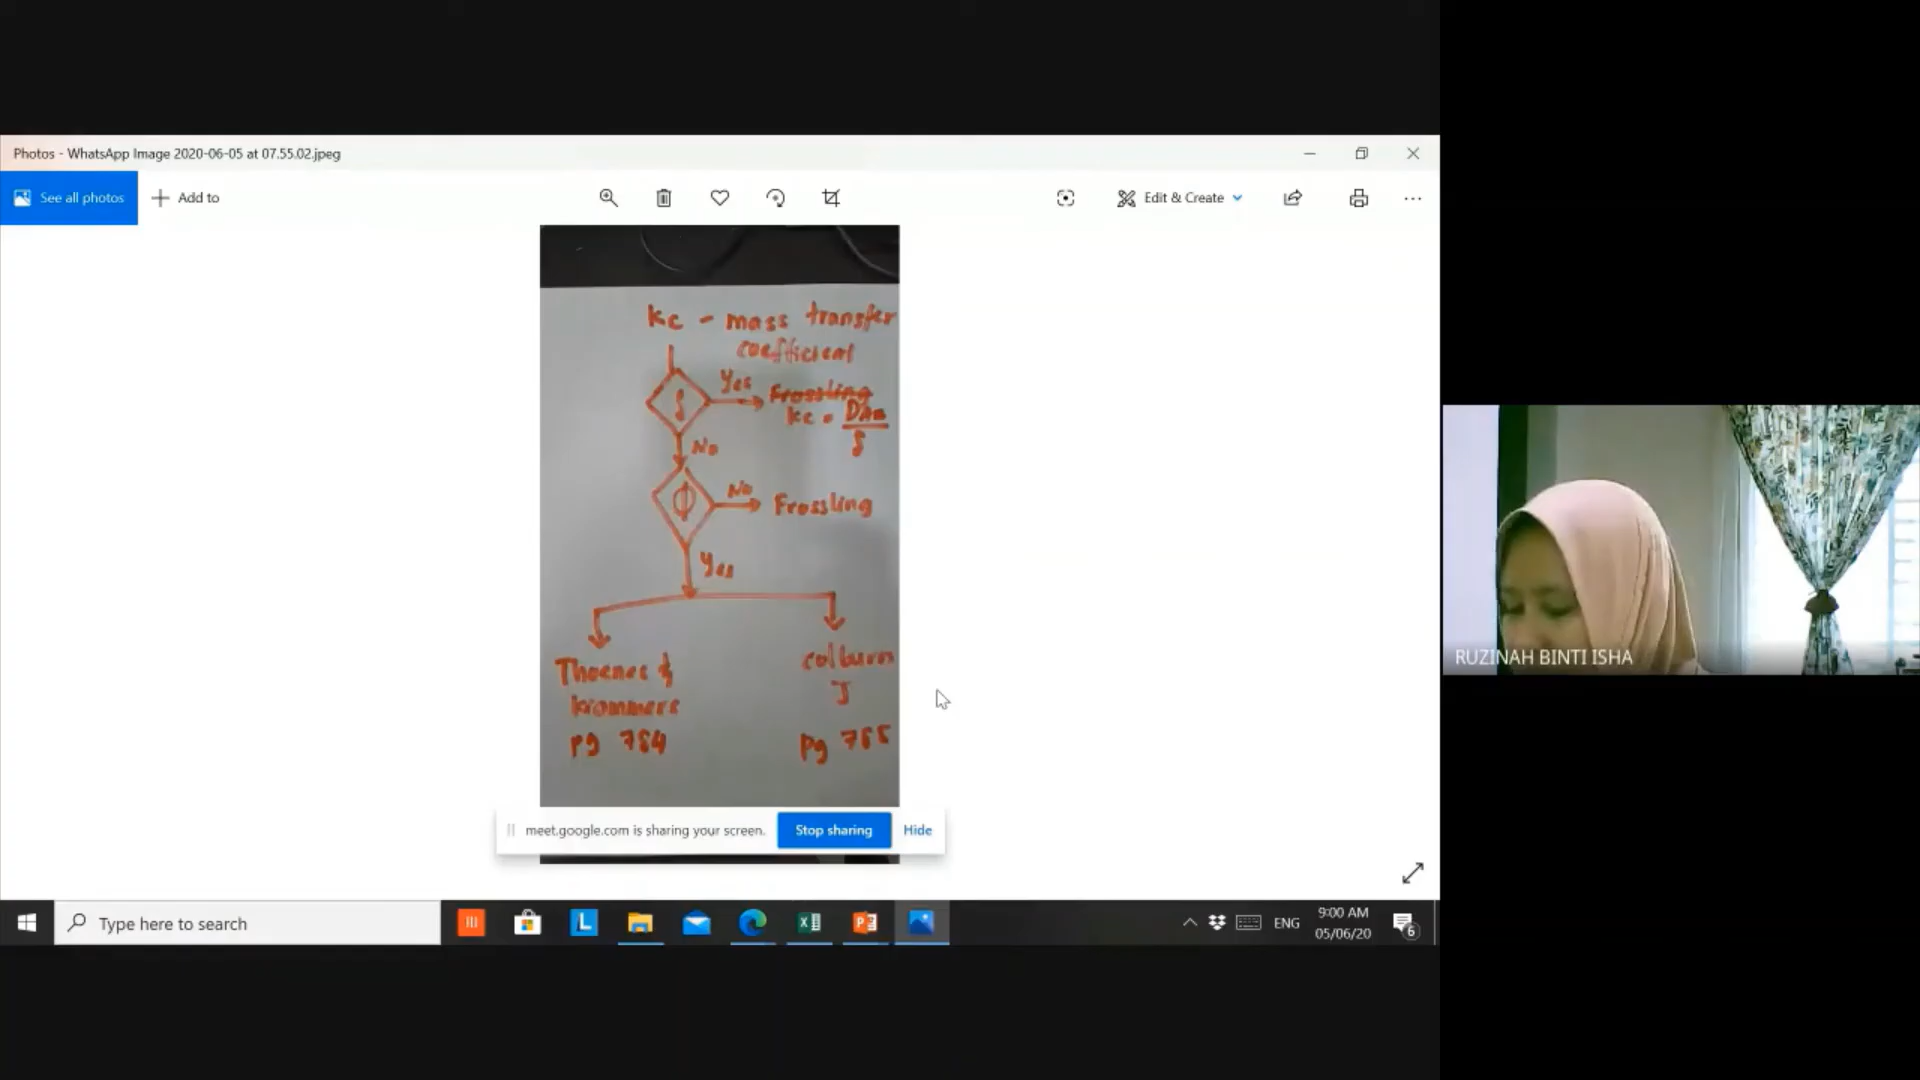 Photos - WhatsApp Image 2020-06-05 at 07.55.02.jpeg
See all photos
Add to
Edit & Create
kc - mass transfer
coefficient
Yes
Frossling
kc = DAB
δ
δ
No
ϕ
No
Frossling
Yes
Thoenes &
krammers
pg 784
colburn
J
pg 785
RUZINAH BINTI ISHA
meet.google.com is sharing your screen.
Stop sharing
Hide
Type here to search
L
ENG
9:00 AM
05/06/20
6